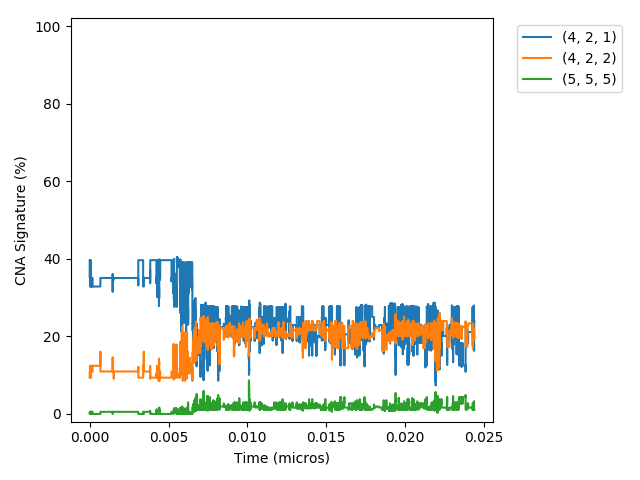 100
80
60
40
20
0
CNA Signature (%)
0.000 0.005 0.010 0.015 0.020 0.025
Time (micros)
(4, 2, 1)
(4, 2, 2)
(5, 5, 5)